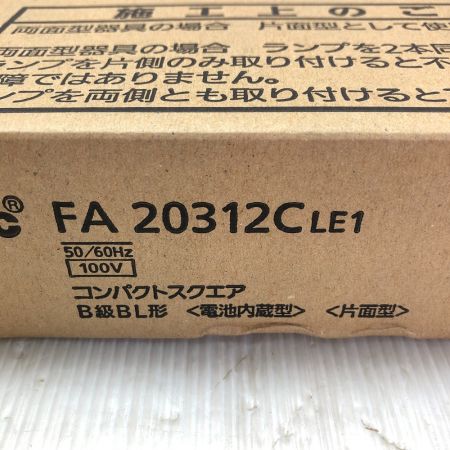 施工上のご
両面型器具の場合 片面型として使
両面型器具の場合 ランプを2本同
ランプを片側のみ取り付けると不
障ではありません。
ンプを両側とも取り付けると
FA 20312C LE1
50/60Hz
100V
コンパクトスクエア
B級BL形 <電池内蔵型> <片面型>